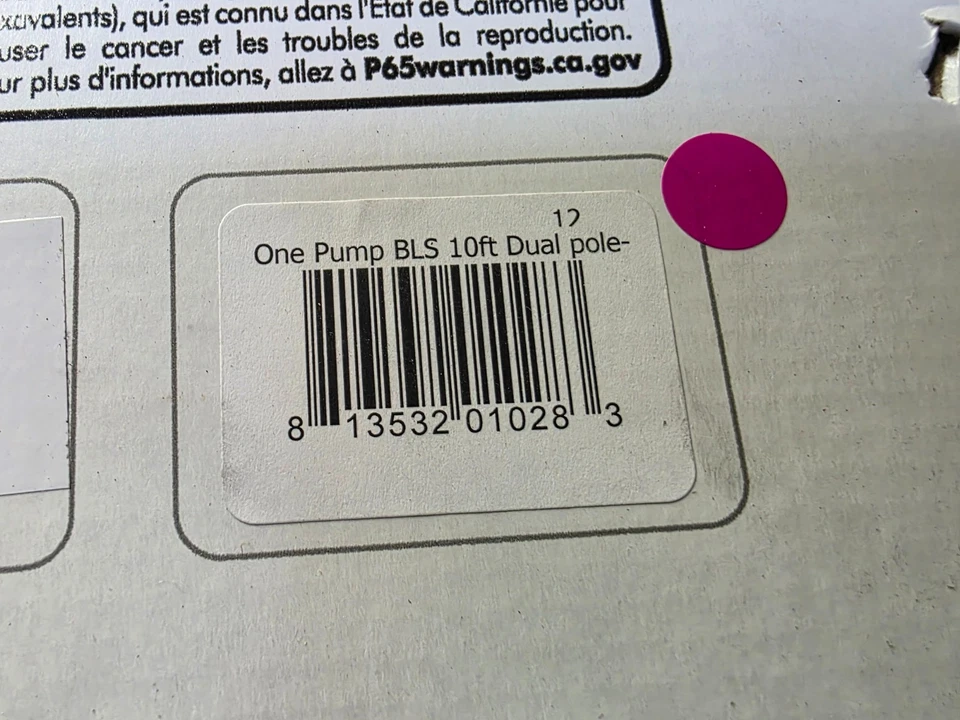 qui est connu dans l'État de Californie pour
user le cancer et les troubles de la reproduction.
ur plus d'informations, allez à P65warnings.ca.gov
12
One Pump BLS 10ft Dual pole-
8 13532 01028 3